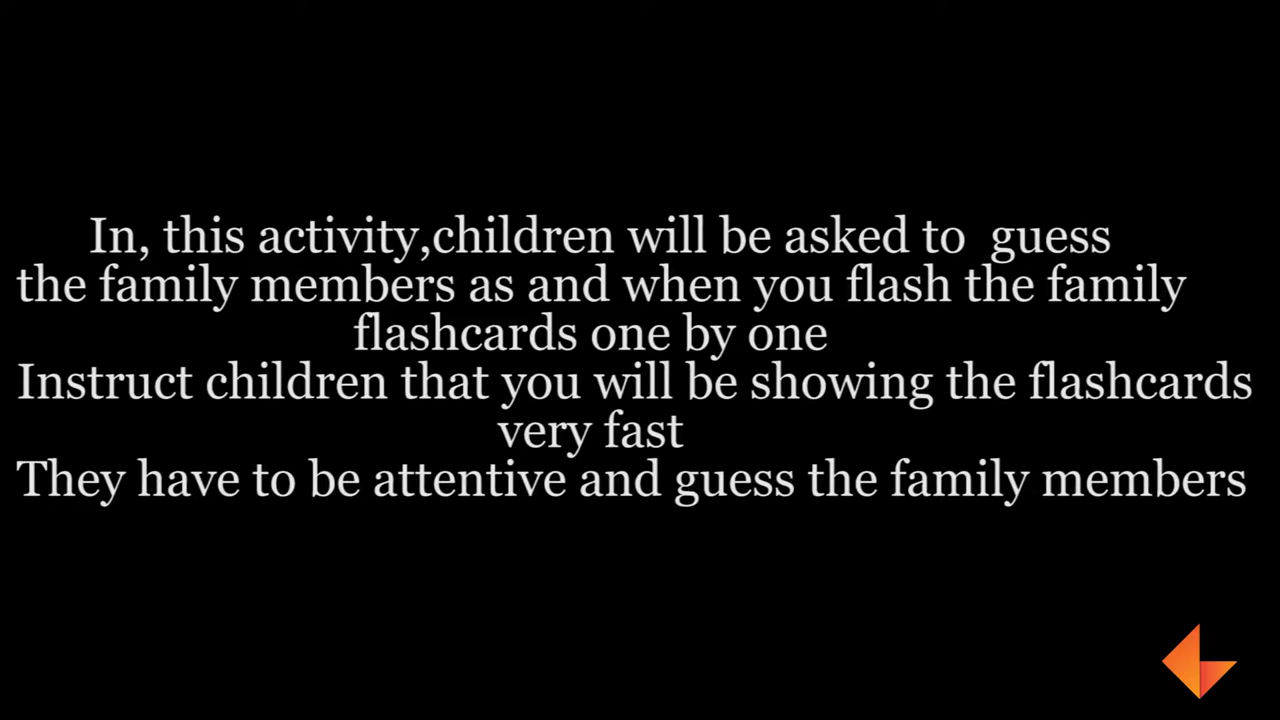 In, this activity,children will be asked to  guess
the family members as and when you flash the family
flashcards one by one
Instruct children that you will be showing the flashcards
very fast
They have to be attentive and guess the family members